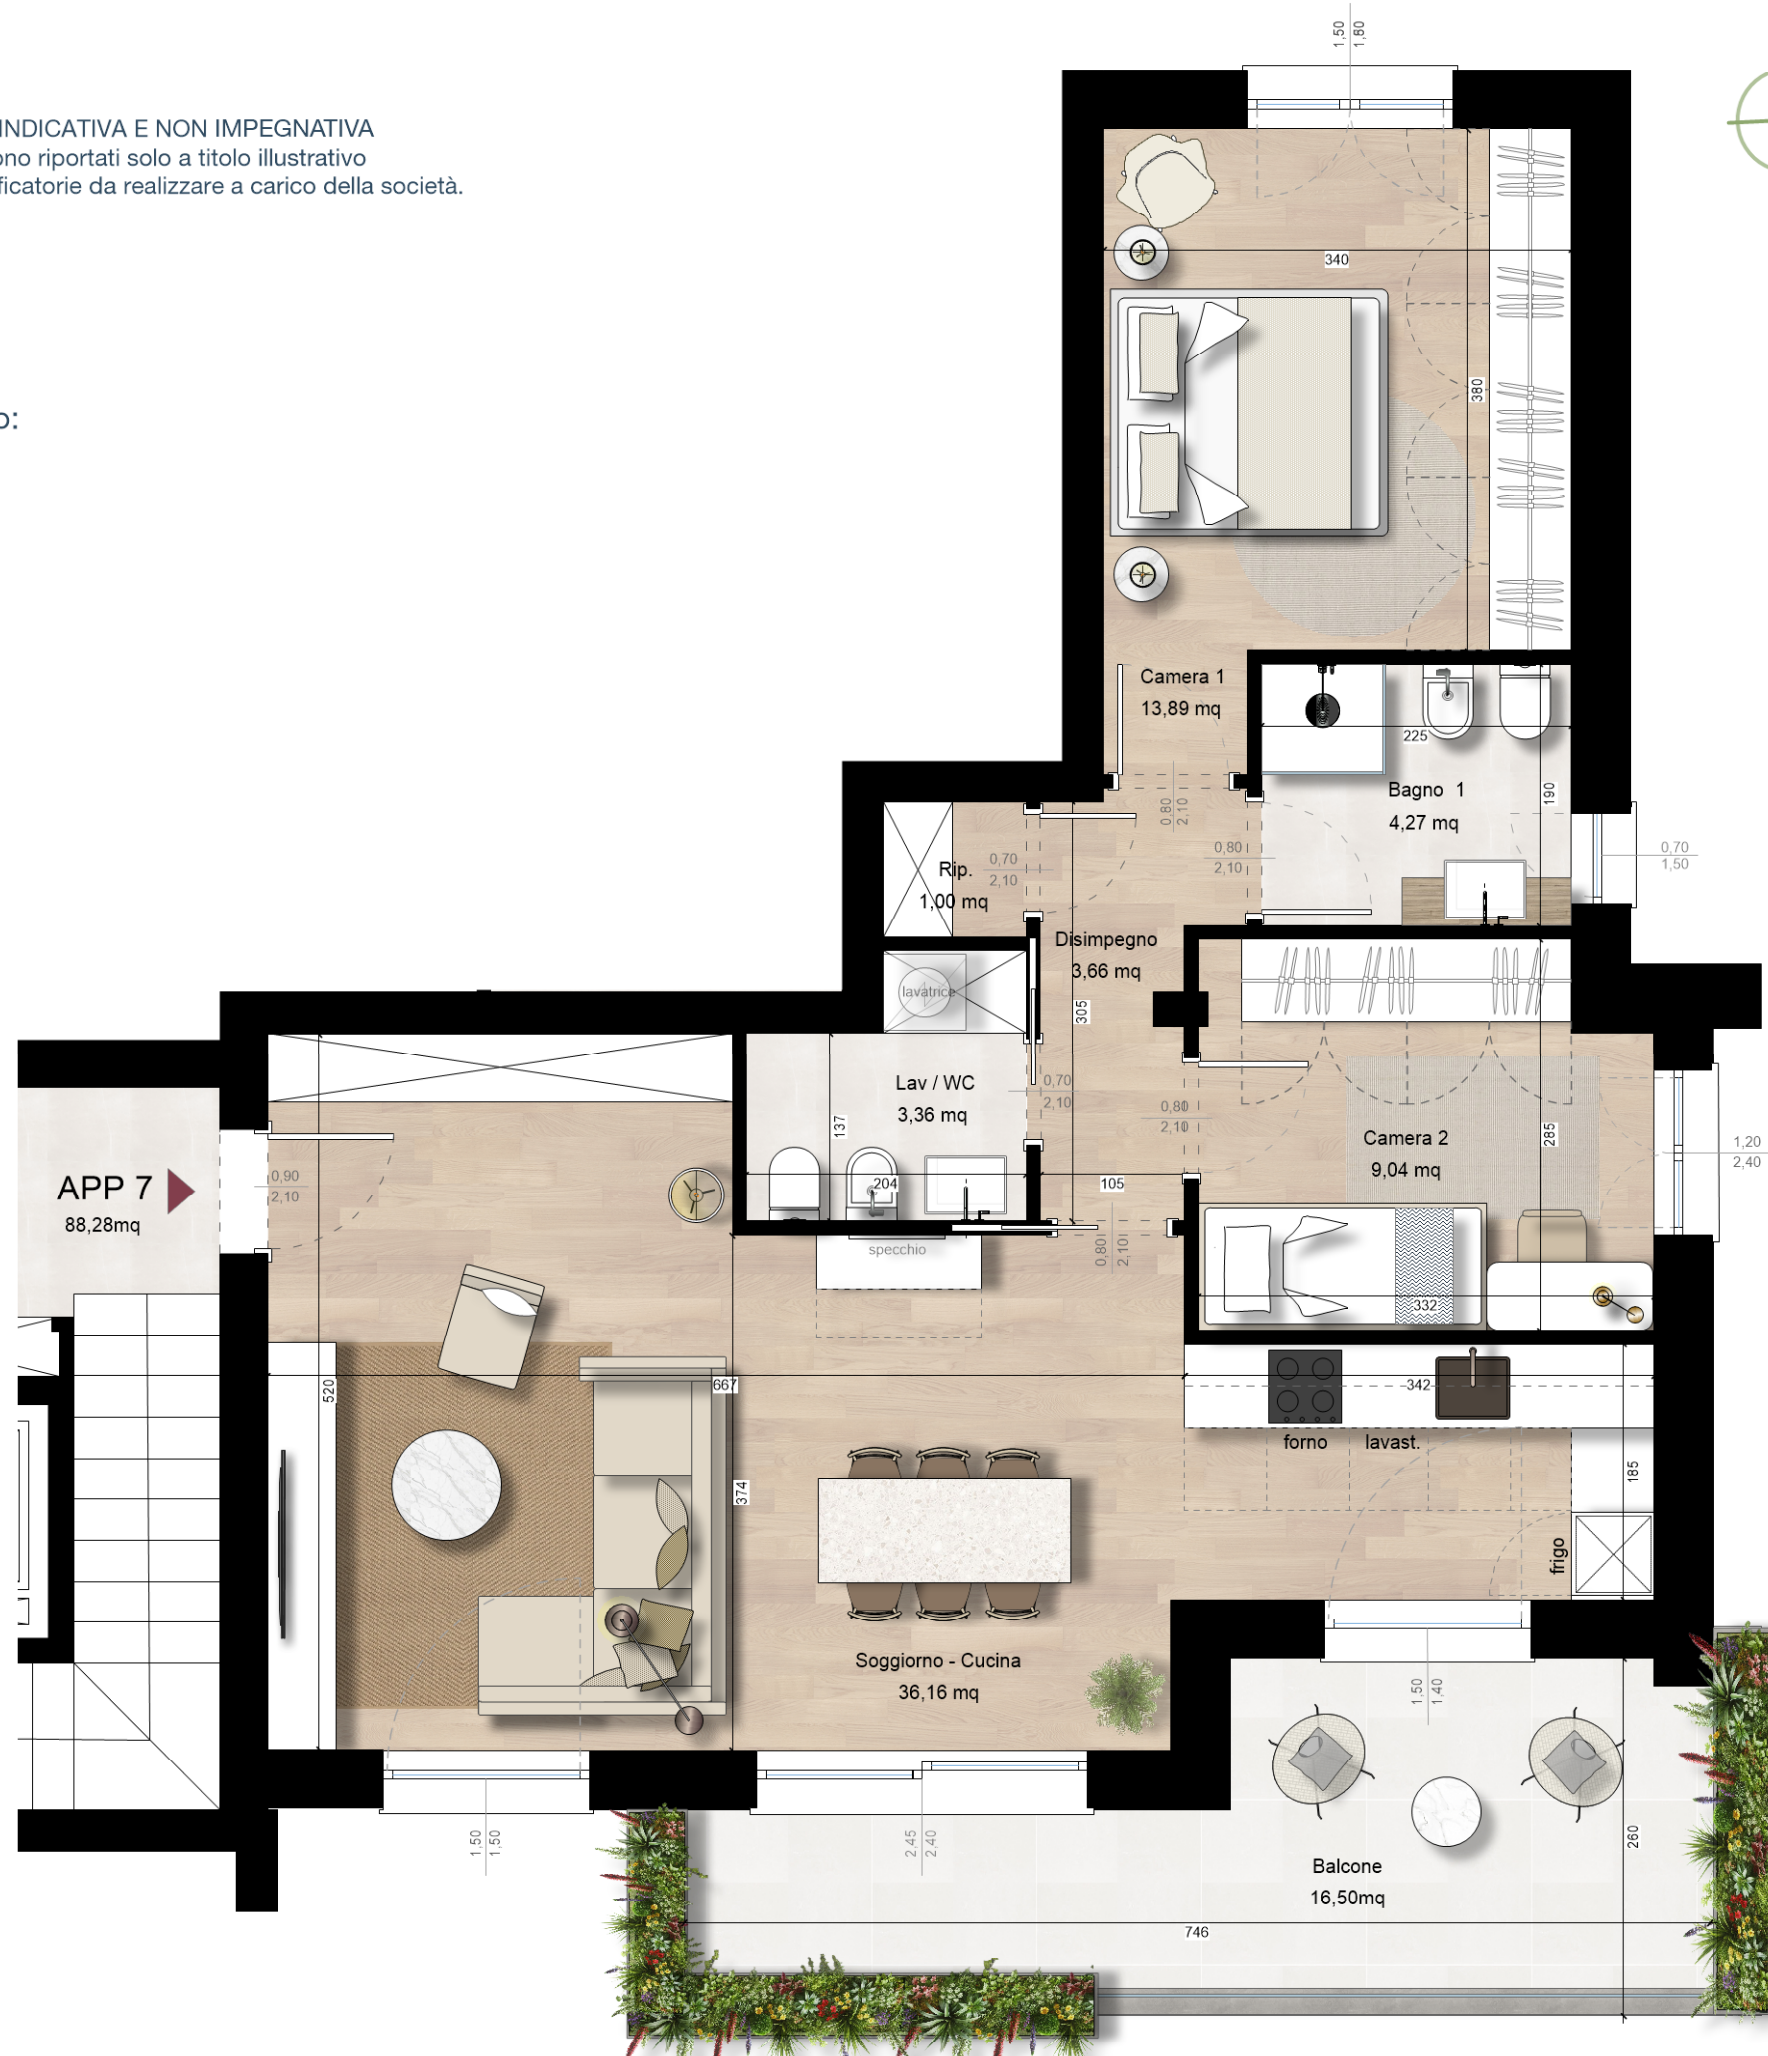 1,50
1,80
INDICATIVA E NON IMPEGNATIVA
ono riportati solo a titolo illustrativo
ficatorie da realizzare a carico della società.
340
380
o:
Camera 1
13,89 mq
225
Bagno 1
4,27 mq
190
0,80
2,10
0,70
1,50
0,80
2,10
Rip.
1,00 mq
0,70
2,10
Disimpegno
3,66 mq
lavatrice
305
Lav / WC
3,36 mq
0,70
2,10
137
0,80
2,10
Camera 2
9,04 mq
285
1,20
2,40
APP 7
88,28mq
0,90
2,10
204
105
specchio
0,80
2,10
332
520
667
342
forno
lavast.
185
374
frigo
Soggiorno - Cucina
36,16 mq
1,50
1,40
1,50
1,50
2,45
2,40
260
Balcone
16,50mq
746